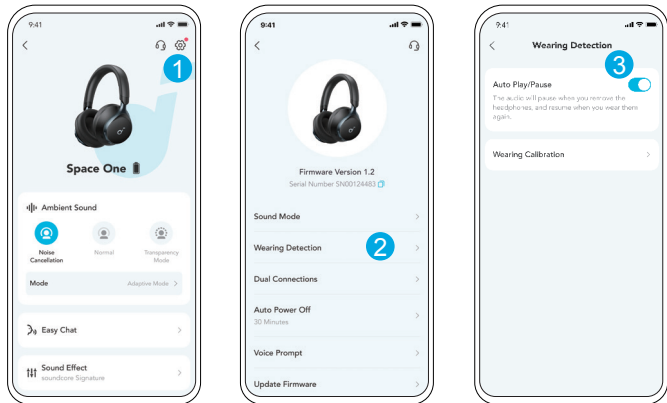 9:41
1
Space One
Ambient Sound
Noise
Cancellation
Normal
Transparency
Mode
Mode
Adaptive Mode
Easy Chat
Sound Effect
soundcore Signature
9:41
Firmware Version 1.2
Serial Number SN00124483
Sound Mode
Wearing Detection
2
Dual Connections
Auto Power Off
30 Minutes
Voice Prompt
Update Firmware
9:41
Wearing Detection
3
Auto Play/Pause
The audio will pause when you remove the
headphones, and resume when you wear them
again.
Wearing Calibration